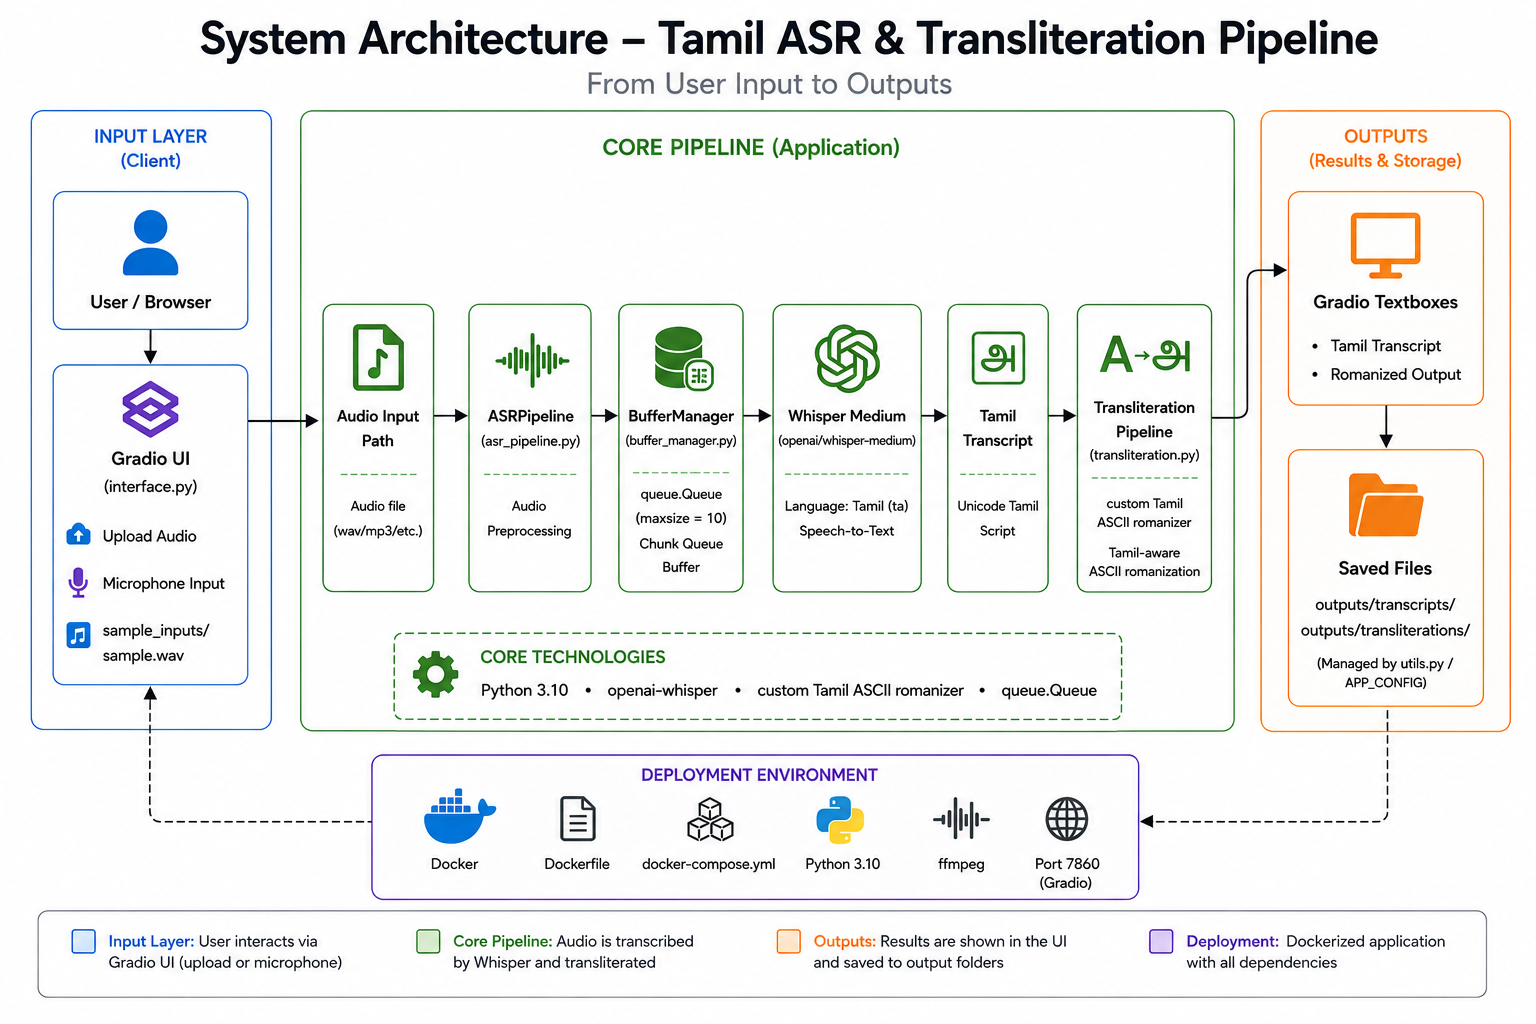 System Architecture – Tamil ASR & Transliteration Pipeline
From User Input to Outputs
INPUT LAYER
(Client)
User / Browser
Gradio UI
(interface.py)
Upload Audio
Microphone Input
sample_inputs/
sample.wav
CORE PIPELINE (Application)
Audio Input
Path
Audio file
(wav/mp3/etc.)
ASRPipeline
(asr_pipeline.py)
Audio
Preprocessing
BufferManager
(buffer_manager.py)
queue.Queue
(maxsize = 10)
Chunk Queue
Buffer
Whisper Medium
(openai/whisper-medium)
Language: Tamil (ta)
Speech-to-Text
அ
Tamil
Transcript
Unicode Tamil
Script
A→அ
Transliteration
Pipeline
(transliteration.py)
custom Tamil
ASCII romanizer
Tamil-aware
ASCII romanization
CORE TECHNOLOGIES
Python 3.10 • openai-whisper • custom Tamil ASCII romanizer • queue.Queue
OUTPUTS
(Results & Storage)
Gradio Textboxes
• Tamil Transcript
• Romanized Output
Saved Files
outputs/transcripts/
outputs/transliterations/
(Managed by utils.py /
APP_CONFIG)
DEPLOYMENT ENVIRONMENT
Docker
Dockerfile
docker-compose.yml
Python 3.10
ffmpeg
Port 7860
(Gradio)
Input Layer: User interacts via
Gradio UI (upload or microphone)
Core Pipeline: Audio is transcribed
by Whisper and transliterated
Outputs: Results are shown in the UI
and saved to output folders
Deployment: Dockerized application
with all dependencies